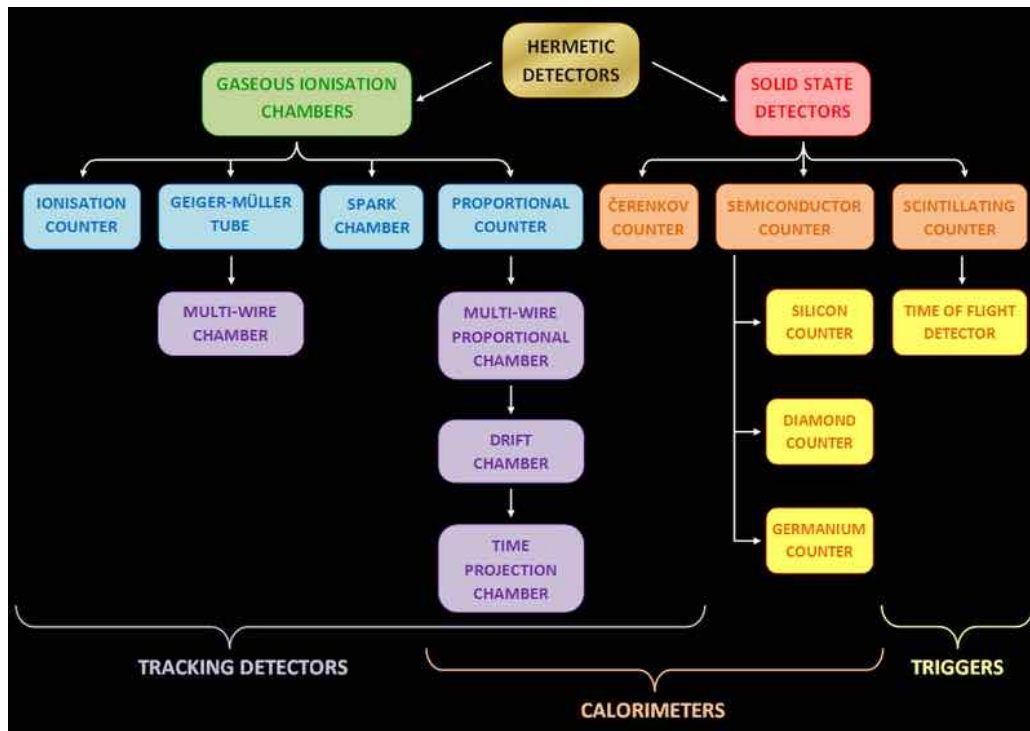 HERMETIC
DETECTORS
GASEOUS IONISATION
CHAMBERS
SOLID STATE
DETECTORS
IONISATION
COUNTER
GEIGER-MÜLLER
TUBE
SPARK
CHAMBER
PROPORTIONAL
COUNTER
ČERENKOV
COUNTER
SEMICONDUCTOR
COUNTER
SCINTILLATING
COUNTER
MULTI-WIRE
CHAMBER
MULTI-WIRE
PROPORTIONAL
CHAMBER
SILICON
COUNTER
TIME OF FLIGHT
DETECTOR
DRIFT
CHAMBER
DIAMOND
COUNTER
TIME
PROJECTION
CHAMBER
GERMANIUM
COUNTER
TRACKING DETECTORS
CALORIMETERS
TRIGGERS